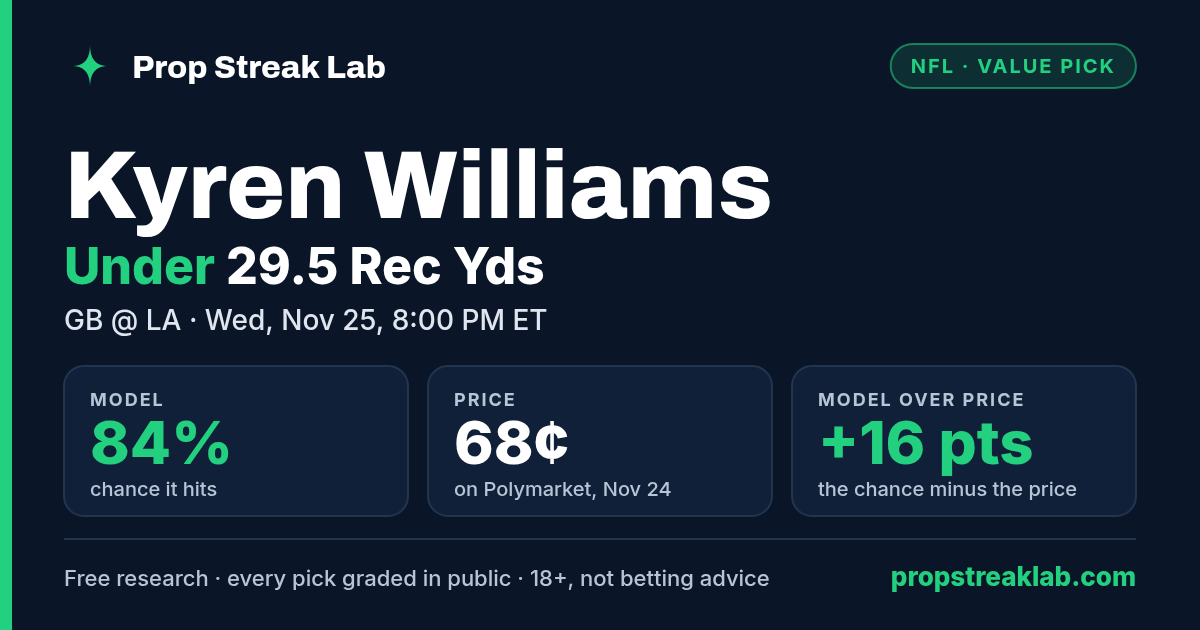 Prop Streak Lab
NFL · VALUE PICK
Kyren Williams
Under 29.5 Rec Yds
GB @ LA · Wed, Nov 25, 8:00 PM ET
MODEL
84%
chance it hits
PRICE
68¢
on Polymarket, Nov 24
MODEL OVER PRICE
+16 pts
the chance minus the price
Free research · every pick graded in public · 18+, not betting advice
propstreaklab.com